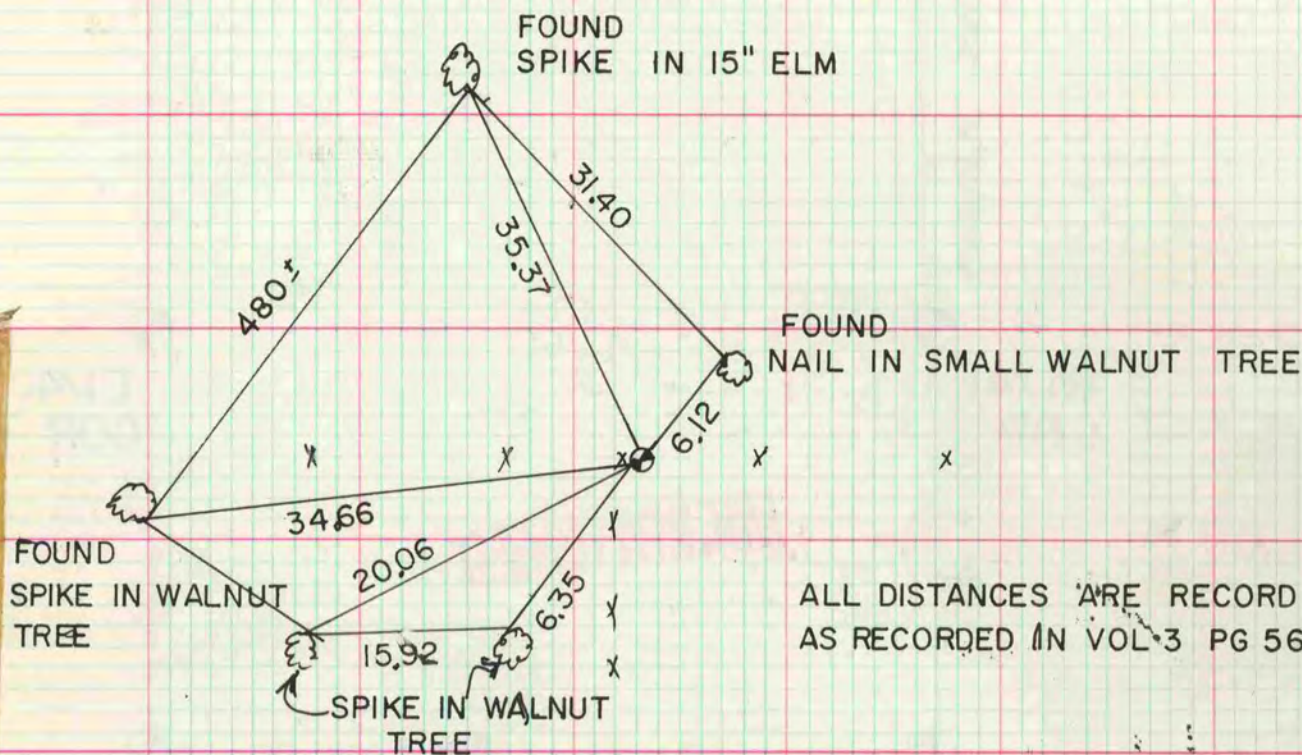 FOUND
SPIKE IN 15" ELM
31.40
35.37
480±
FOUND
NAIL IN SMALL WALNUT TREE
6.12
34.66
FOUND
SPIKE IN WALNUT
TREE
20.06
6.35
15.92
SPIKE IN WALNUT
TREE
ALL DISTANCES ARE RECORD
AS RECORDED IN VOL 3 PG 56